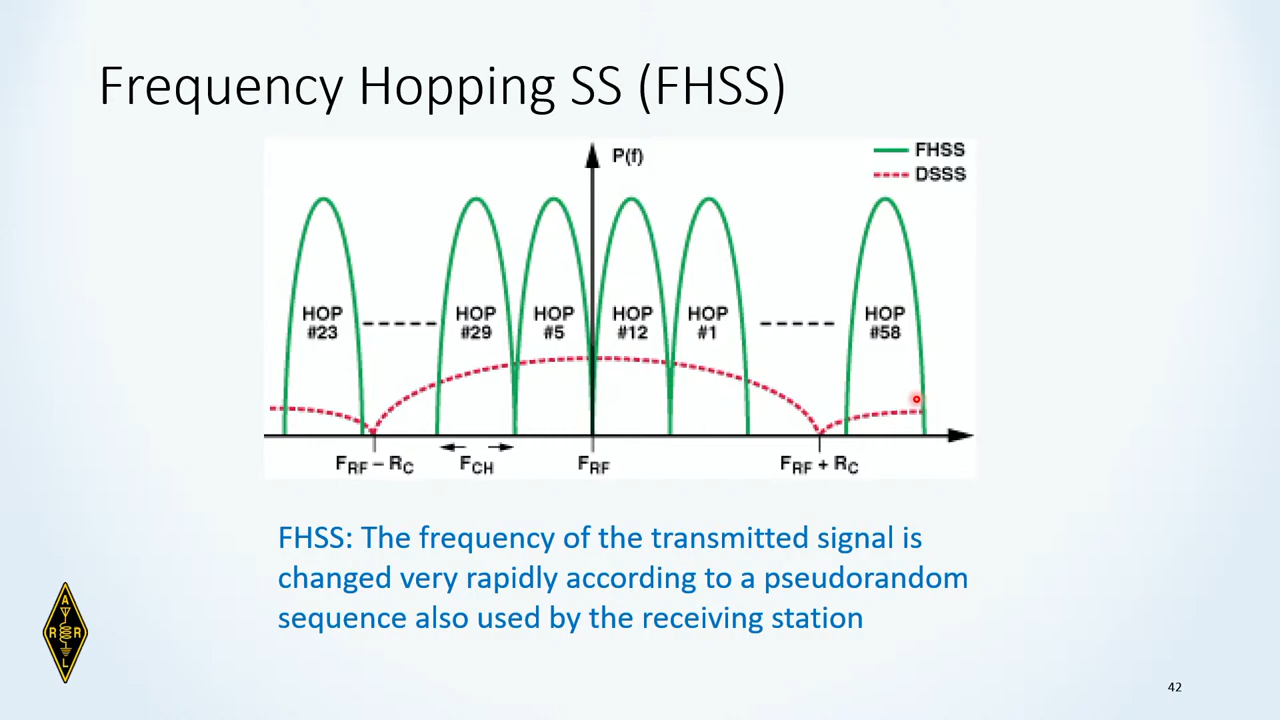 Frequency Hopping SS (FHSS)
P(f)
FHSS
DSSS
HOP HOP HOP HOP HOP HOP
#23 #29 #5 #12 #1 #58
FRF – RC FCH FRF FRF + RC
FHSS: The frequency of the transmitted signal is
changed very rapidly according to a pseudorandom
sequence also used by the receiving station
A
R R
L
42